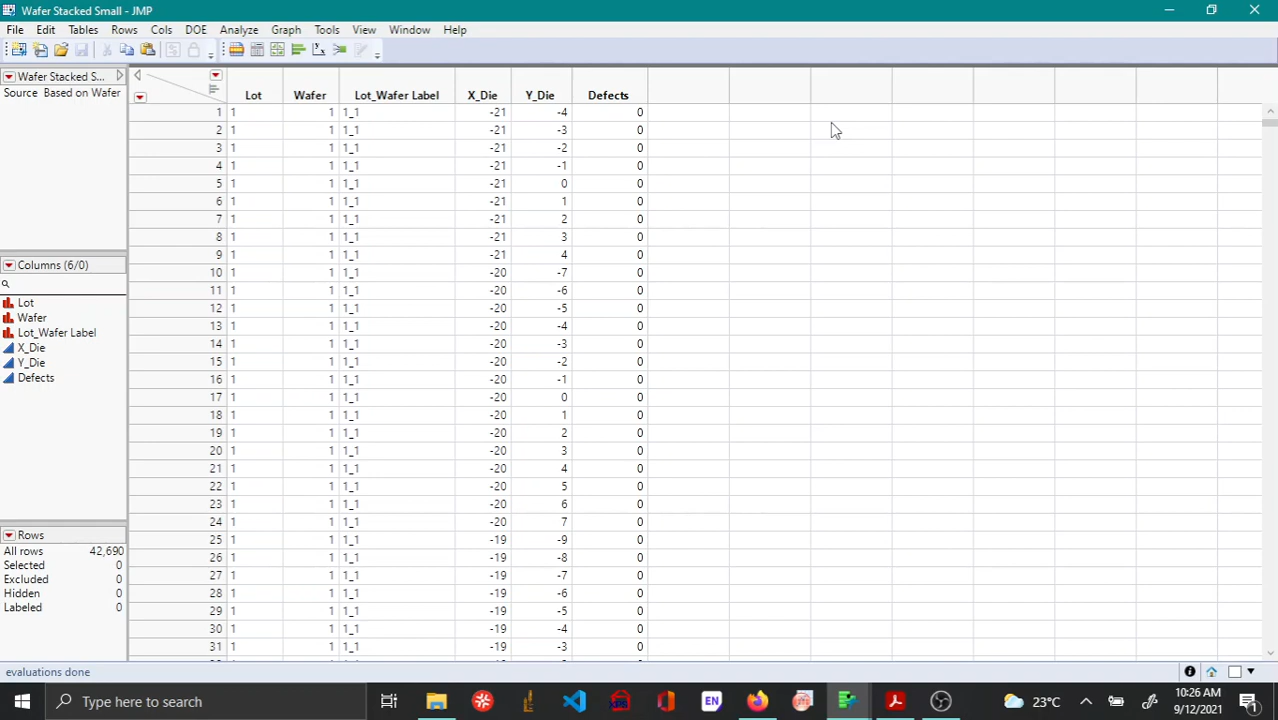 Wafer Stacked Small - JMP
File Edit Tables Rows Cols DOE Analyze Graph Tools View Window Help
Wafer Stacked S...
Source Based on Wafer
Lot Wafer Lot_Wafer Label X_Die Y_Die Defects
1 1 1 1_1 -21 -4 0
2 1 1 1_1 -21 -3 0
3 1 1 1_1 -21 -2 0
4 1 1 1_1 -21 -1 0
5 1 1 1_1 -21 0 0
6 1 1 1_1 -21 1 0
7 1 1 1_1 -21 2 0
8 1 1 1_1 -21 3 0
9 1 1 1_1 -21 4 0
10 1 1 1_1 -20 -7 0
11 1 1 1_1 -20 -6 0
12 1 1 1_1 -20 -5 0
13 1 1 1_1 -20 -4 0
14 1 1 1_1 -20 -3 0
15 1 1 1_1 -20 -2 0
16 1 1 1_1 -20 -1 0
17 1 1 1_1 -20 0 0
18 1 1 1_1 -20 1 0
19 1 1 1_1 -20 2 0
20 1 1 1_1 -20 3 0
21 1 1 1_1 -20 4 0
22 1 1 1_1 -20 5 0
23 1 1 1_1 -20 6 0
24 1 1 1_1 -20 7 0
25 1 1 1_1 -19 -9 0
26 1 1 1_1 -19 -8 0
27 1 1 1_1 -19 -7 0
28 1 1 1_1 -19 -6 0
29 1 1 1_1 -19 -5 0
30 1 1 1_1 -19 -4 0
31 1 1 1_1 -19 -3 0
Columns (6/0)
Lot
Wafer
Lot_Wafer Label
X_Die
Y_Die
Defects
Rows
All rows 42,690
Selected 0
Excluded 0
Hidden 0
Labeled 0
evaluations done
Type here to search
EN
23°C
10:26 AM
9/12/2021
1